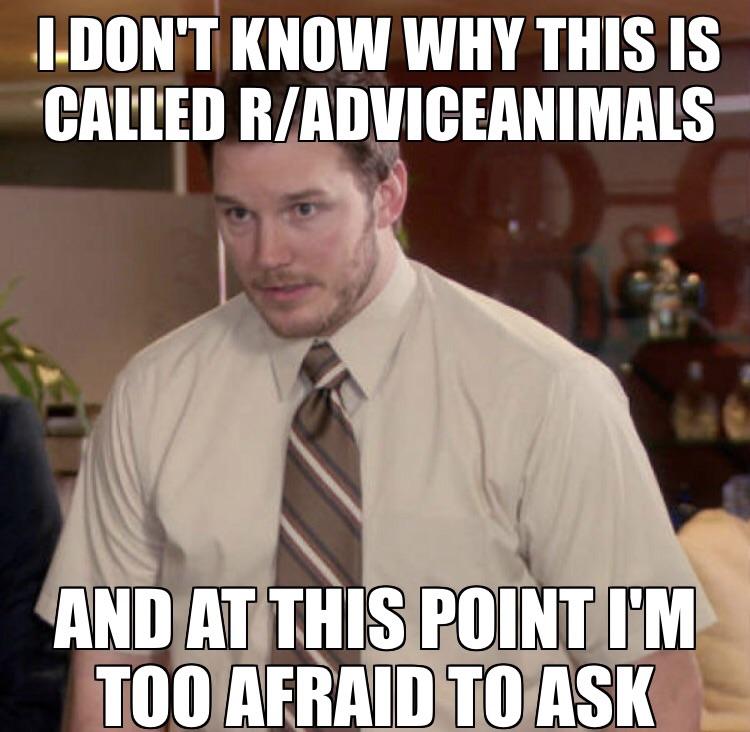 I DON'T KNOW WHY THIS IS
CALLED R/ADVICEANIMALS
AND AT THIS POINT I'M
TOO AFRAID TO ASK